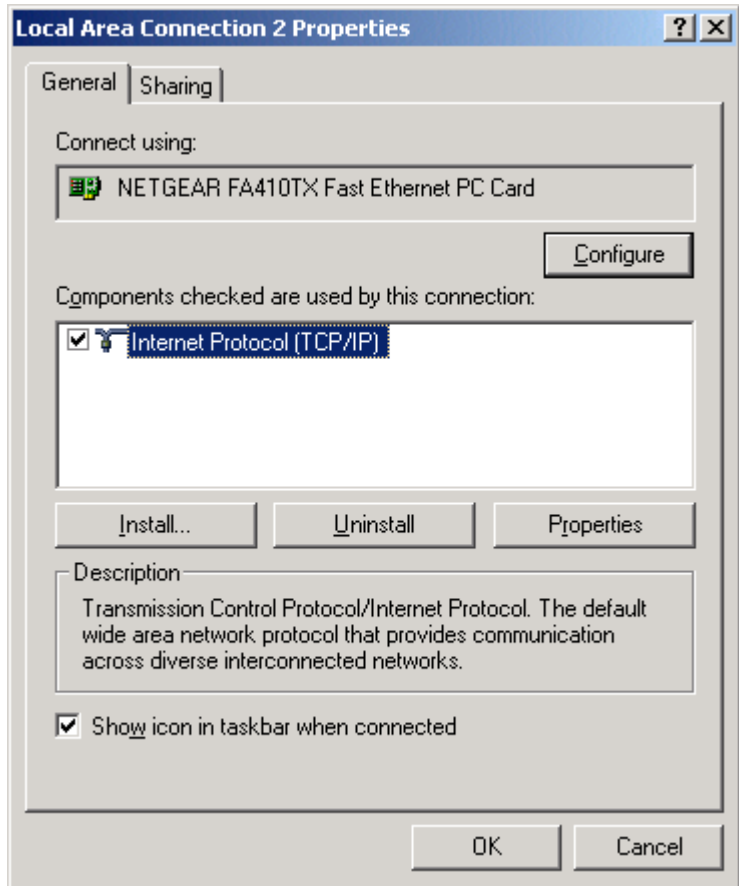 Local Area Connection 2 Properties
General
Sharing
Connect using:
NETGEAR FA410TX Fast Ethernet PC Card
Configure
Components checked are used by this connection:
Internet Protocol (TCP/IP)
Install...
Uninstall
Properties
Description
Transmission Control Protocol/Internet Protocol. The default
wide area network protocol that provides communication
across diverse interconnected networks.
Show icon in taskbar when connected
OK
Cancel